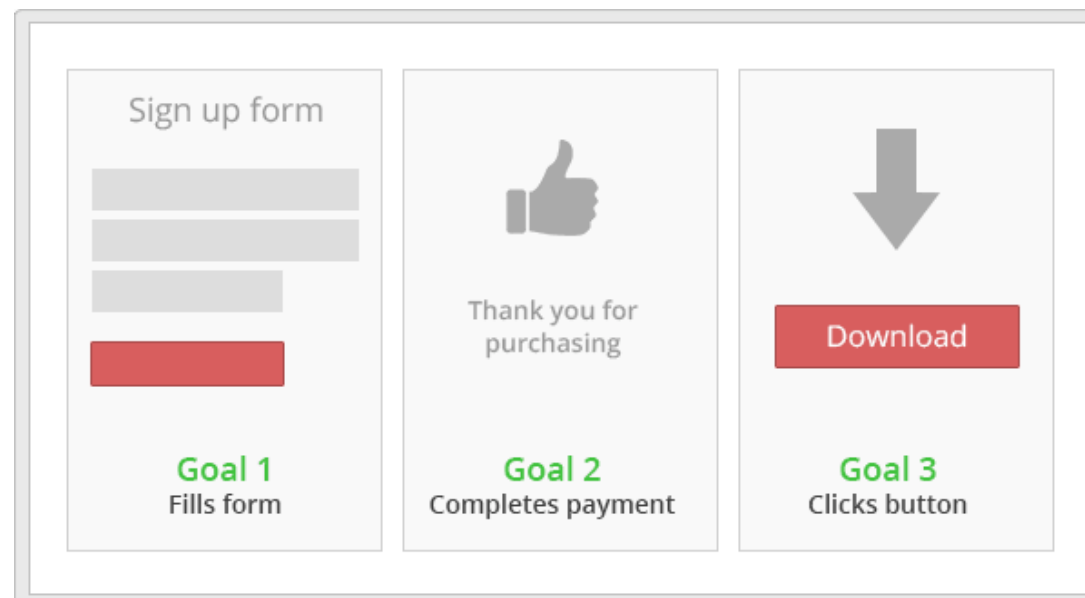 Sign up form
Thank you for
purchasing
Download
Goal 1
Fills form
Goal 2
Completes payment
Goal 3
Clicks button